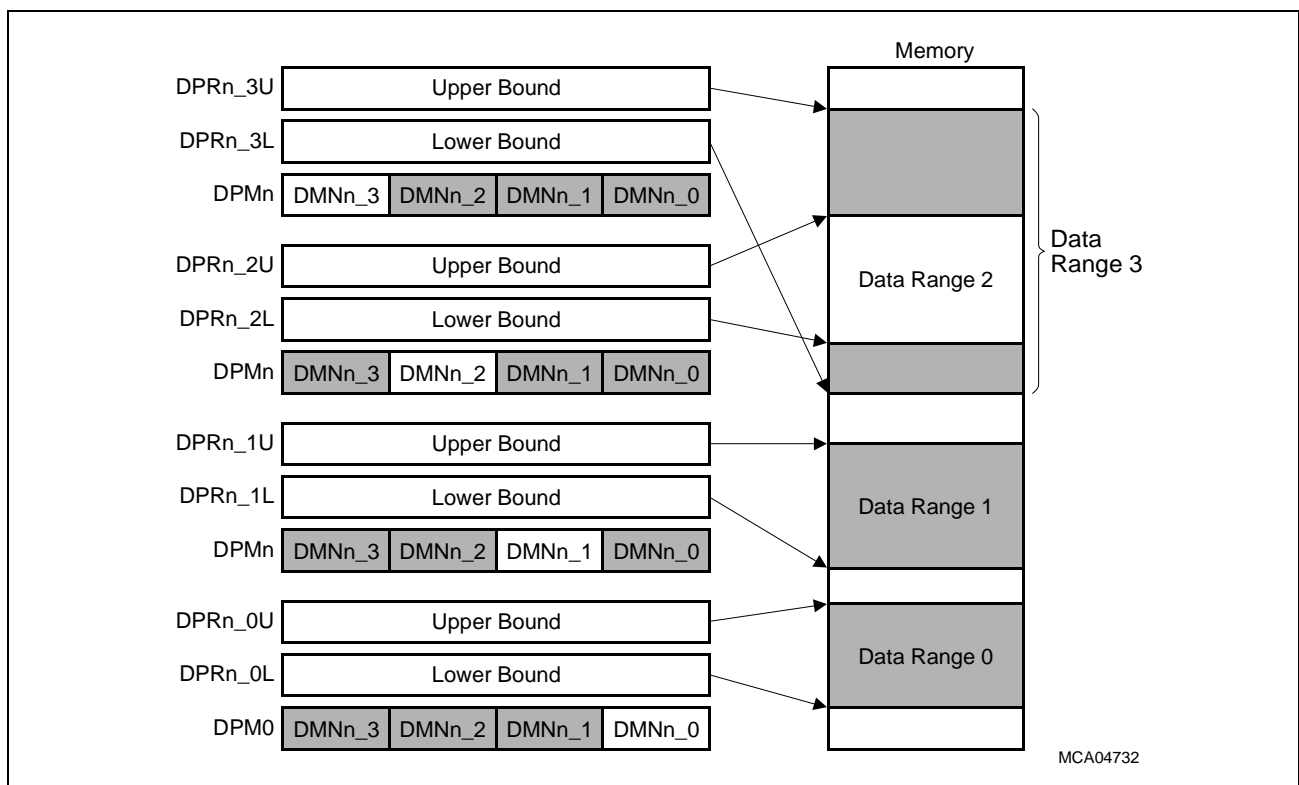 Memory
DPRn_3U Upper Bound
DPRn_3L Lower Bound
DPMn DMNn_3 DMNn_2 DMNn_1 DMNn_0
DPRn_2U Upper Bound
DPRn_2L Lower Bound
DPMn DMNn_3 DMNn_2 DMNn_1 DMNn_0
DPRn_1U Upper Bound
DPRn_1L Lower Bound
DPMn DMNn_3 DMNn_2 DMNn_1 DMNn_0
DPRn_0U Upper Bound
DPRn_0L Lower Bound
DPM0 DMNn_3 DMNn_2 DMNn_1 DMNn_0
Data Range 2
Data
Range 3
Data Range 1
Data Range 0
MCA04732